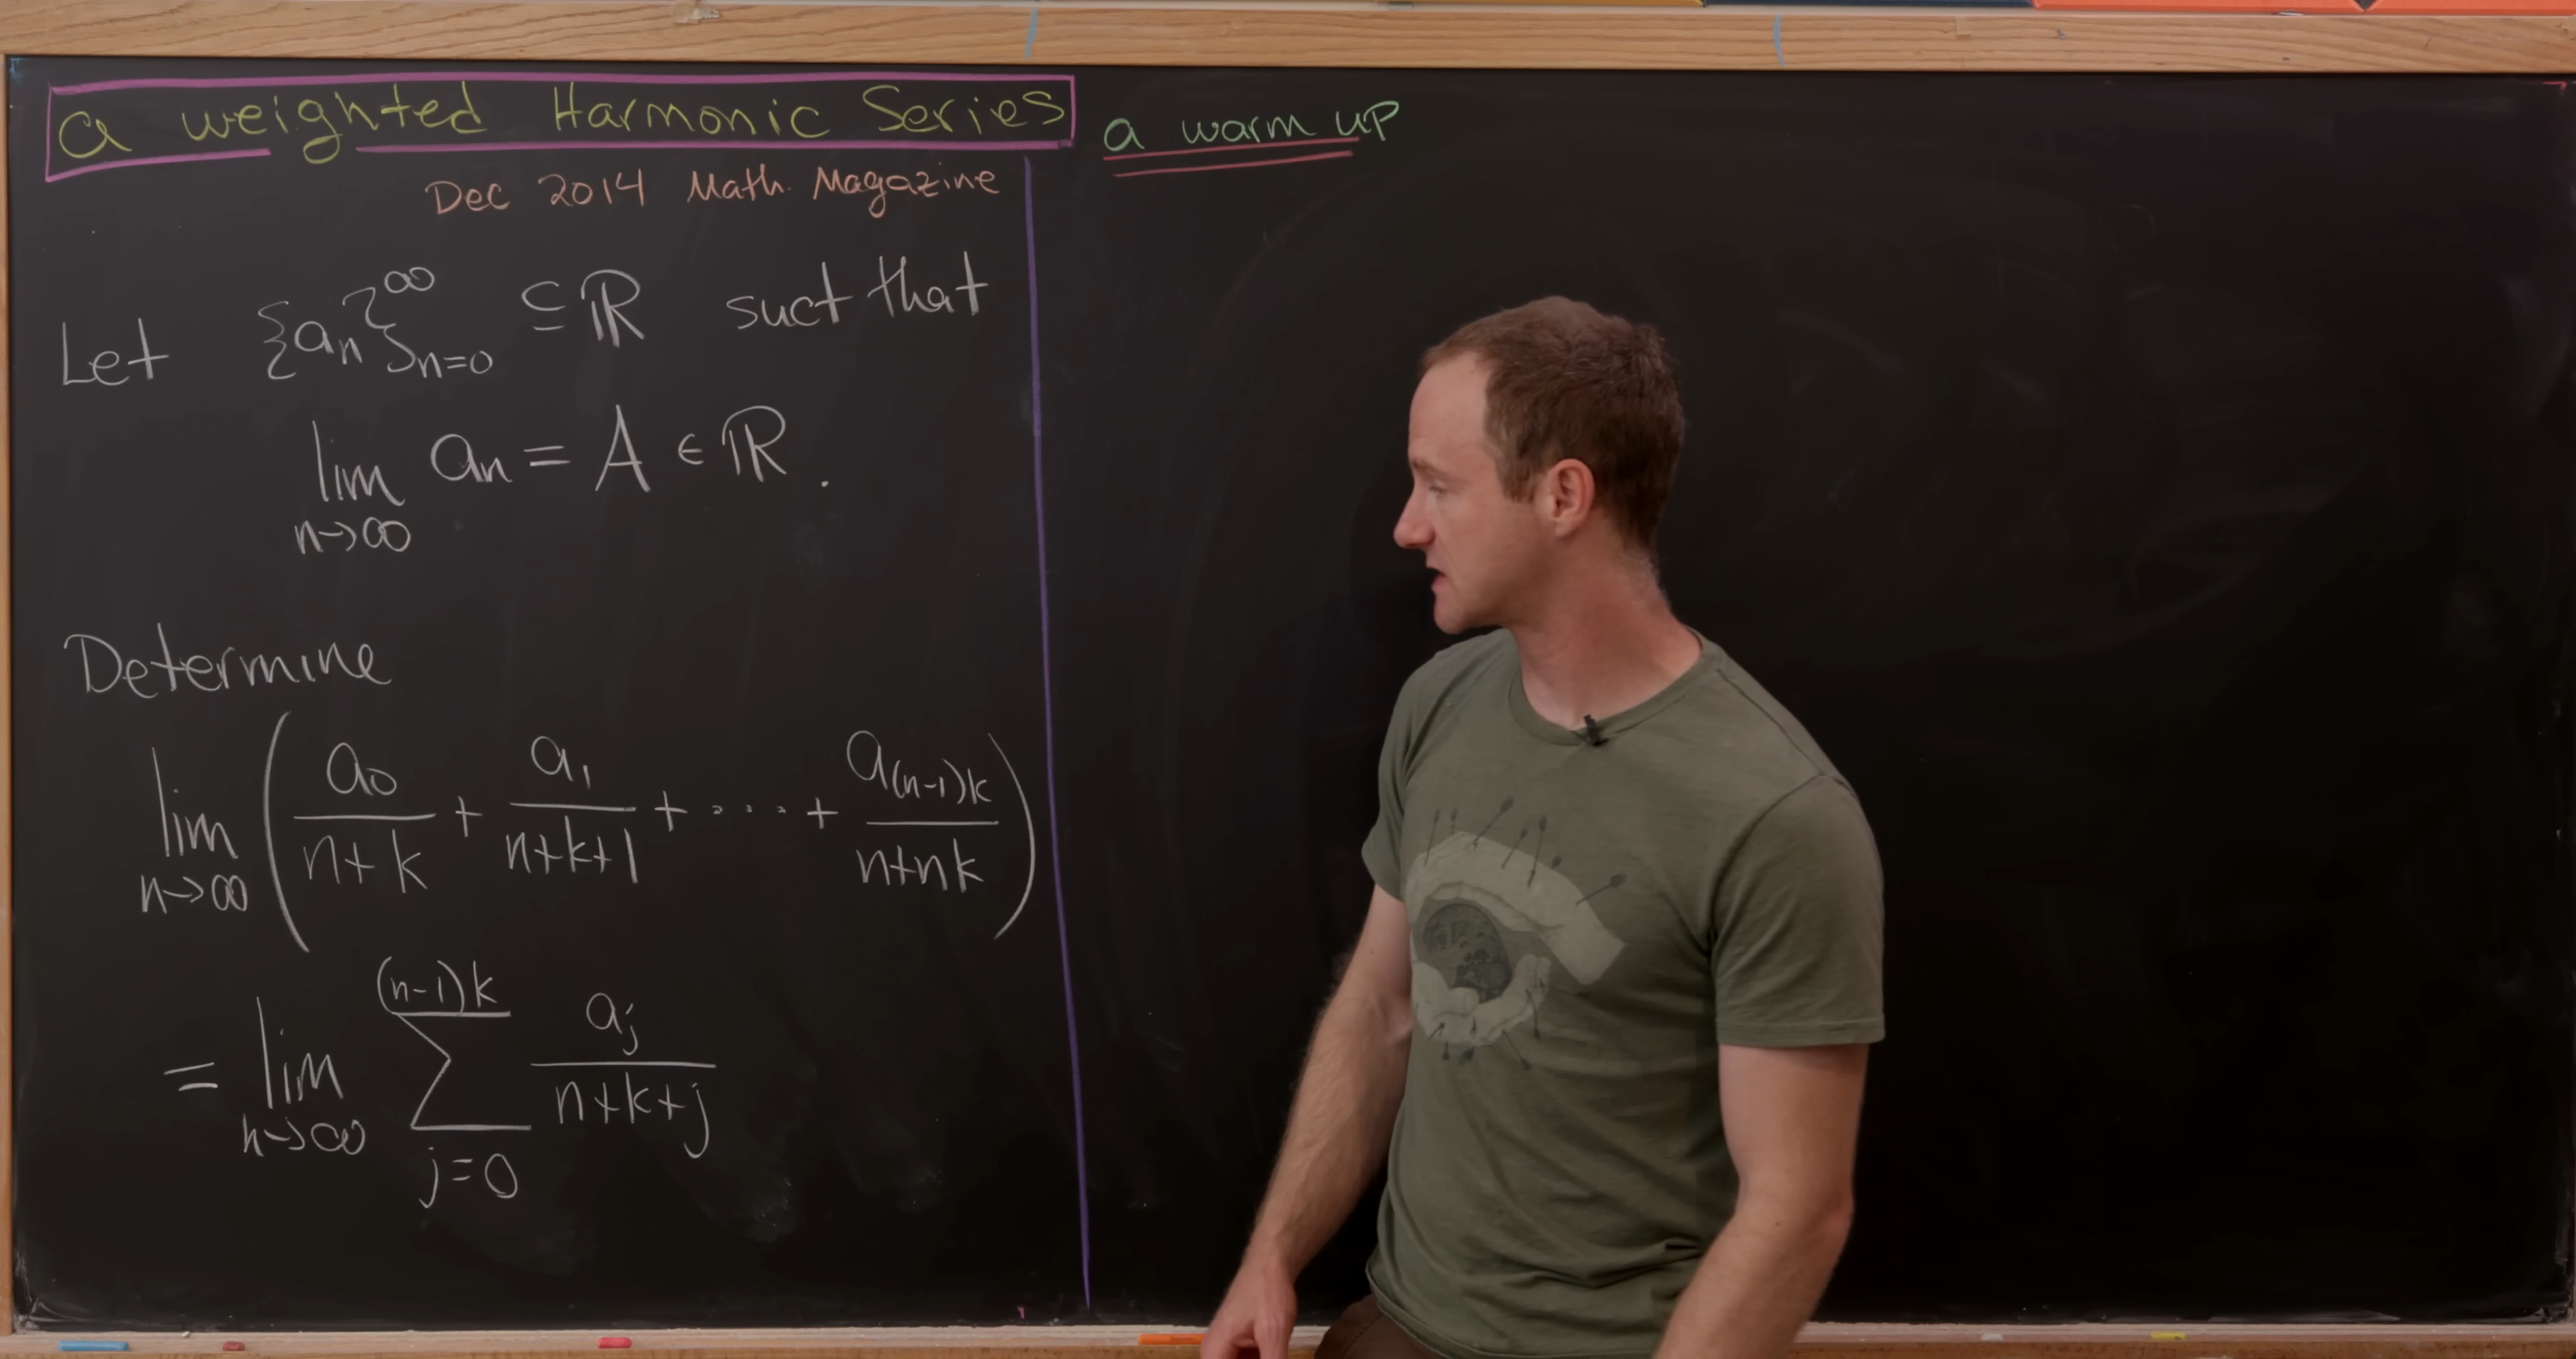 a weighted Harmonic Series
Dec 2014 Math. Magazine
Let {aₙ}ₙ₌₀^∞ ⊆ ℝ suct that
lim n→∞ aₙ = A ∈ ℝ.
Determine
lim n→∞ ( a₀/(n+k) + a₁/(n+k+1) + ···· + a₍ₙ₋₁₎ₖ/(n+nk) )
= lim n→∞ ∑_{j=0}^{(n-1)k} aⱼ/(n+k+j)
a warm up